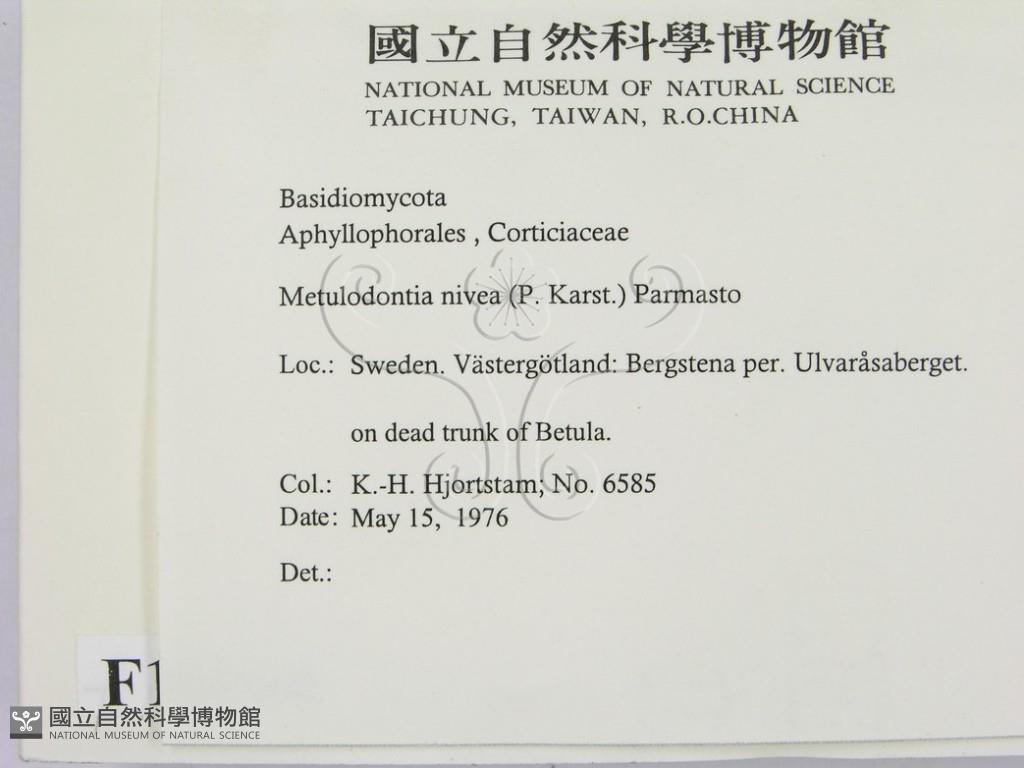 國立自然科學博物館
NATIONAL MUSEUM OF NATURAL SCIENCE
TAICHUNG, TAIWAN, R.O.CHINA
Basidiomycota
Aphyllophorales , Corticiaceae
Metulodontia nivea (P. Karst.) Parmasto
Loc.: Sweden. Västergötland: Bergstena per. Ulvaråsaberget.
on dead trunk of Betula.
Col.: K.-H. Hjortstam; No. 6585
Date: May 15, 1976
Det.:
F1
國立自然科學博物館
NATIONAL MUSEUM OF NATURAL SCIENCE